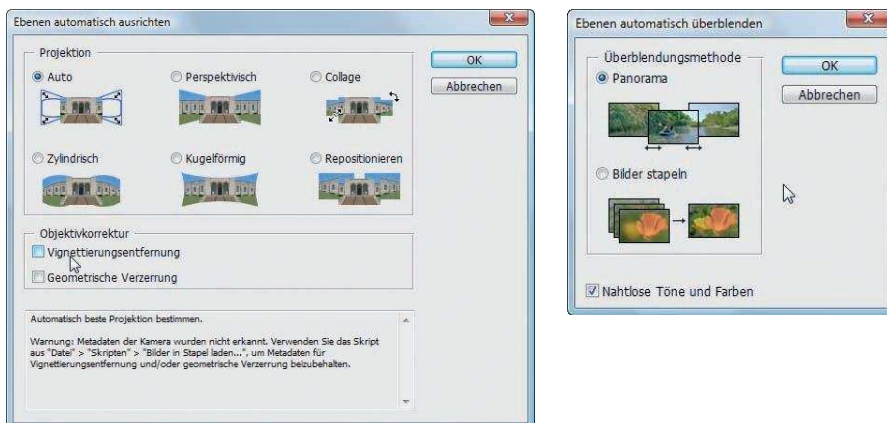 Ebenen automatisch ausrichten
Projektion
Auto
Perspektivisch
Collage
Zylindrisch
Kugelförmig
Repositionieren
OK
Abbrechen
Objektivkorrektur
Vignettierungsentfernung
Geometrische Verzerrung
Automatisch beste Projektion bestimmen.
Warnung: Metadaten der Kamera wurden nicht erkannt. Verwenden Sie das Skript
aus "Datei" > "Skripten" > "Bilder in Stapel laden...", um Metadaten für
Vignettierungsentfernung und/oder geometrische Verzerrung beizubehalten.
Ebenen automatisch überblenden
Überblendungsmethode
Panorama
Bilder stapeln
OK
Abbrechen
Nahtlose Töne und Farben